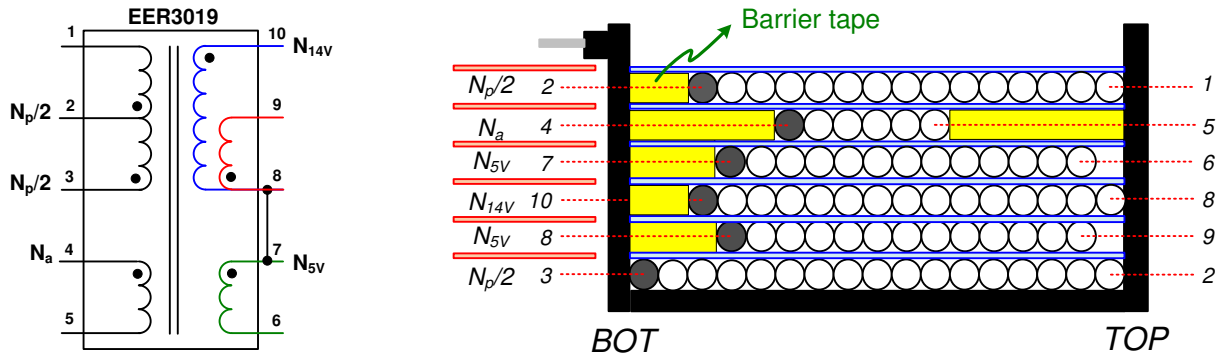 EER3019
1
10
N14V
Np/2
2
9
Np/2
3
8
Na
4
7
N5V
5
6
Barrier tape
Np/2 2 1
Na 4 5
N5V 7 6
N14V 10 8
N5V 8 9
Np/2 3 2
BOT TOP